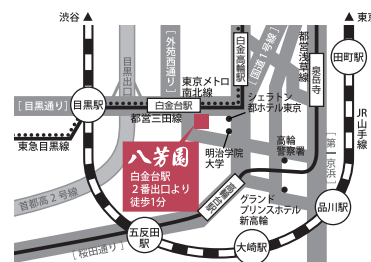 渋谷▲
▲東京
外苑西通り
目黒出口
白金高輪駅
国道1号線
都営浅草線
泉岳寺
田町駅
東京メトロ
南北線
[目黒通り]
目黒駅
白金台駅
都営三田線
シェラトン
都ホテル東京
JR山手線
東急目黒線
八芳園
白金台駅
2番出口より
徒歩1分
明治学院
大学
高輪
警察署
[第一京浜]
首都高2号線
高輪台駅
グランド
プリンスホテル
新高輪
品川駅
五反田
駅
[桜田通り]
大崎駅